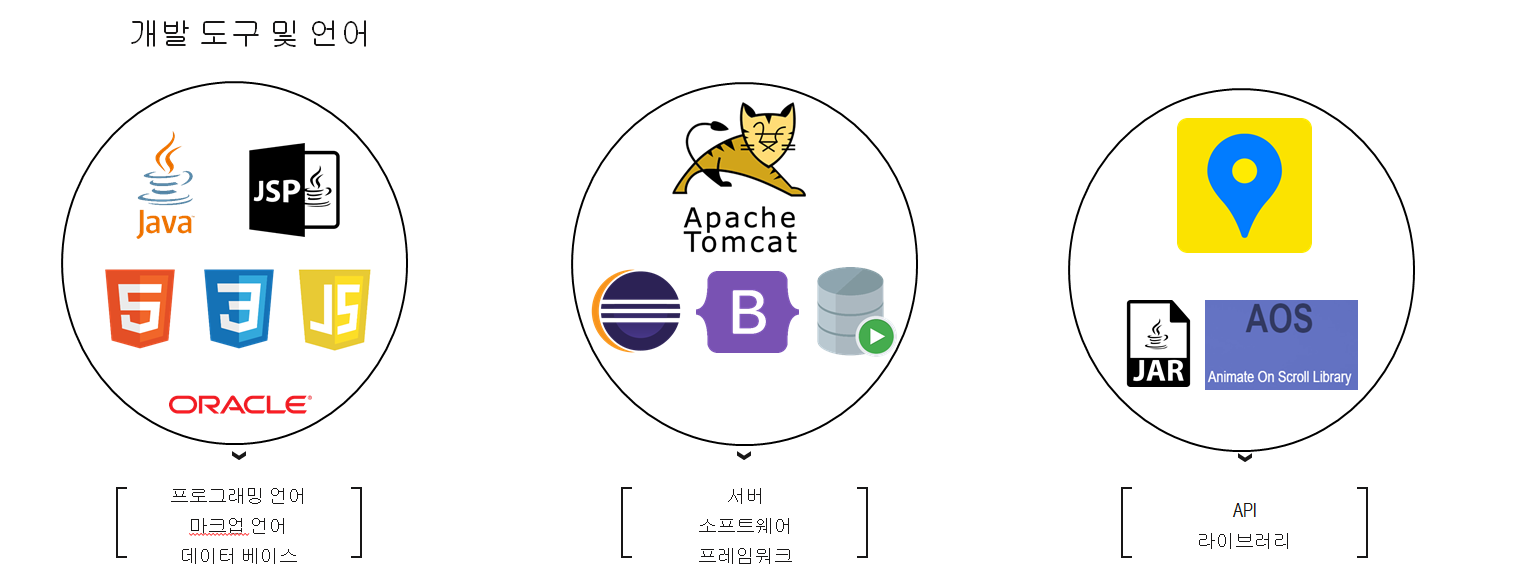 개발 도구 및 언어
Java
JSP
5
3
JS
ORACLE
프로그래밍 언어
마크업 언어
데이터 베이스
Apache
Tomcat
B
서버
소프트웨어
프레임워크
JAR
AOS
Animate On Scroll Library
API
라이브러리